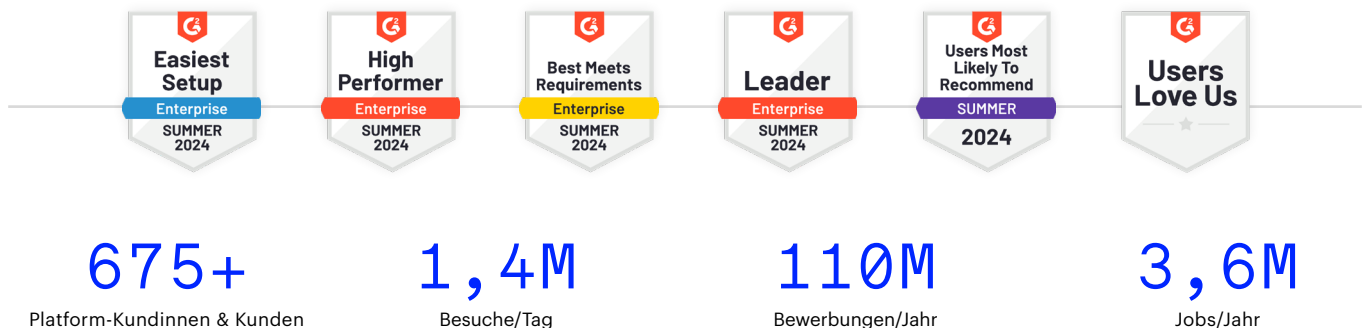 G2
Easiest
Setup
Enterprise
SUMMER
2024
G2
High
Performer
Enterprise
SUMMER
2024
G2
Best Meets
Requirements
Enterprise
SUMMER
2024
G2
Leader
Enterprise
SUMMER
2024
G2
Users Most
Likely To
Recommend
SUMMER
2024
G2
Users
Love Us
675+
Platform-Kundinnen & Kunden
1,4M
Besuche/Tag
110M
Bewerbungen/Jahr
3,6M
Jobs/Jahr